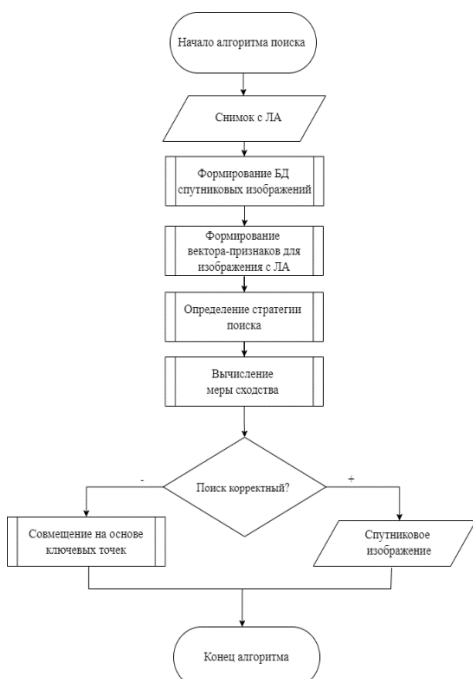 Начало алгоритма поиска
Снимок с ЛА
Формирование БД
спутниковых изображений
Формирование
вектора-признаков для
изображения с ЛА
Определение стратегии
поиска
Вычисление
меры сходства
Поиск корректный?
-
+
Совмещение на основе
ключевых точек
Спутниковое
изображение
Конец алгоритма